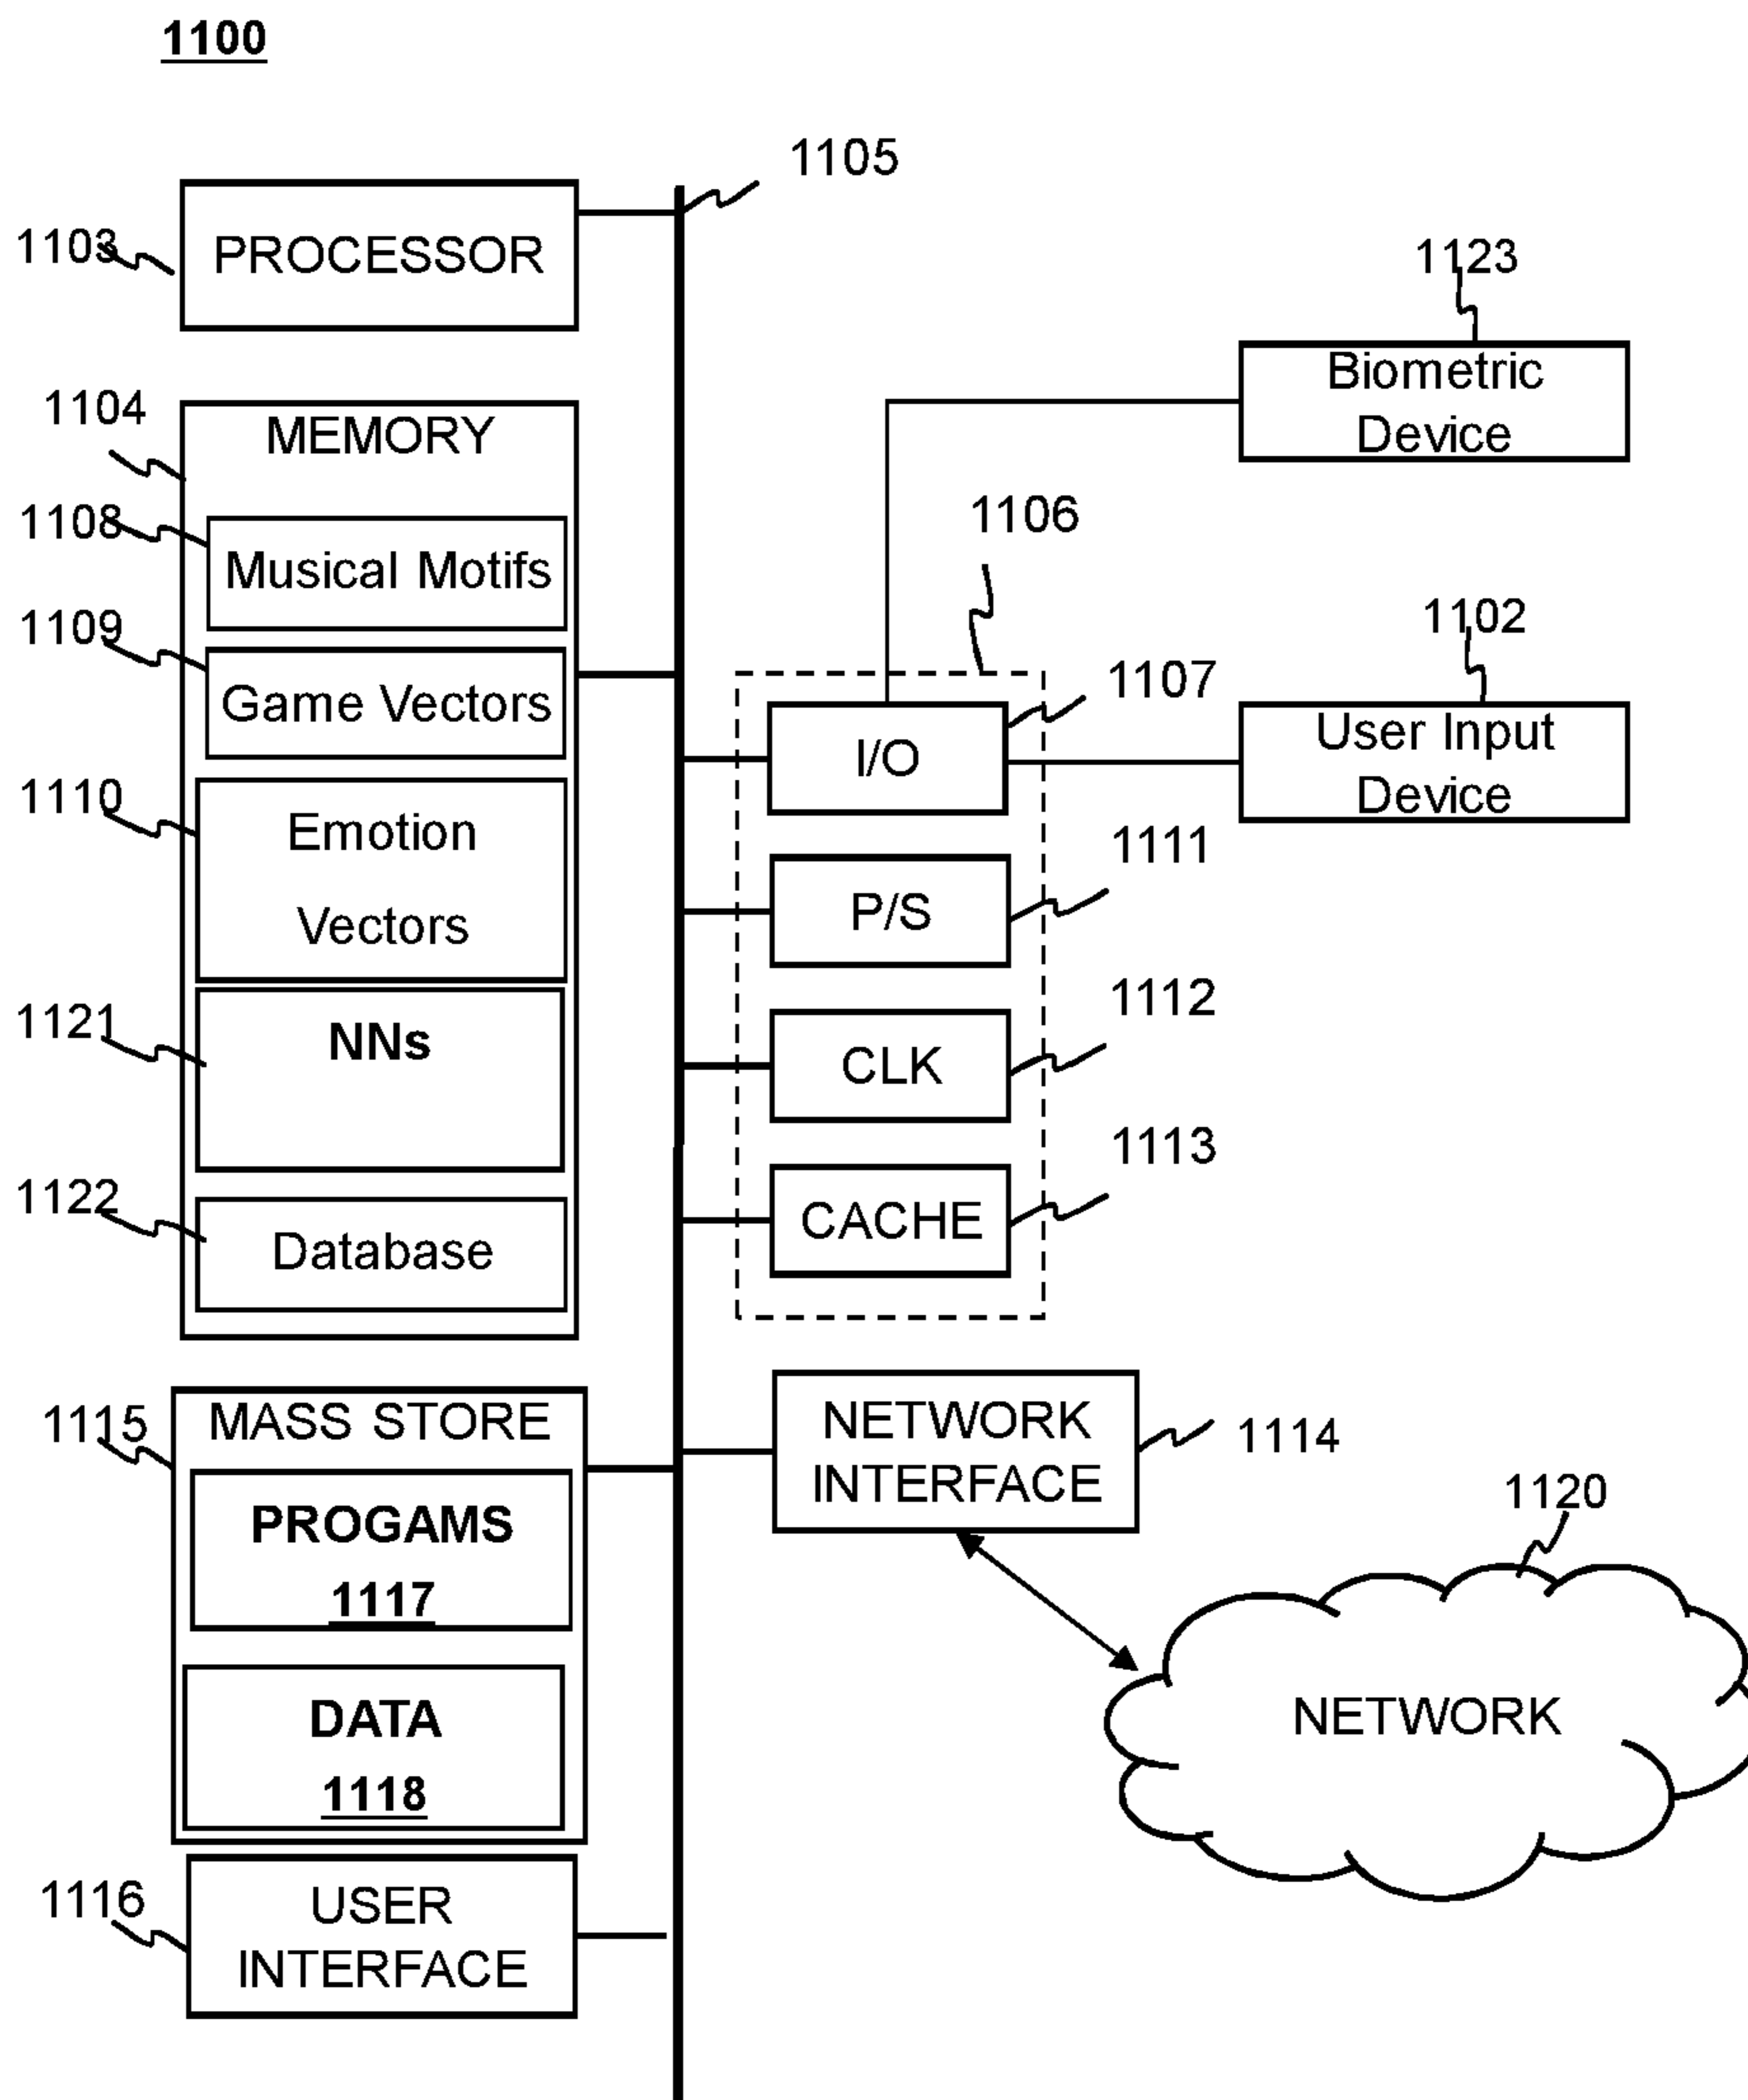 1100
1105
1103
PROCESSOR
1123
Biometric
Device
1104
MEMORY
1108
Musical Motifs
1106
1109
Game Vectors
1102
User Input
Device
1107
I/O
1110
Emotion
Vectors
1111
P/S
1121
NNs
1112
CLK
1122
Database
1113
CACHE
1115
MASS STORE
PROGAMS
1117
DATA
1118
NETWORK
INTERFACE
1114
1120
NETWORK
1116
USER
INTERFACE